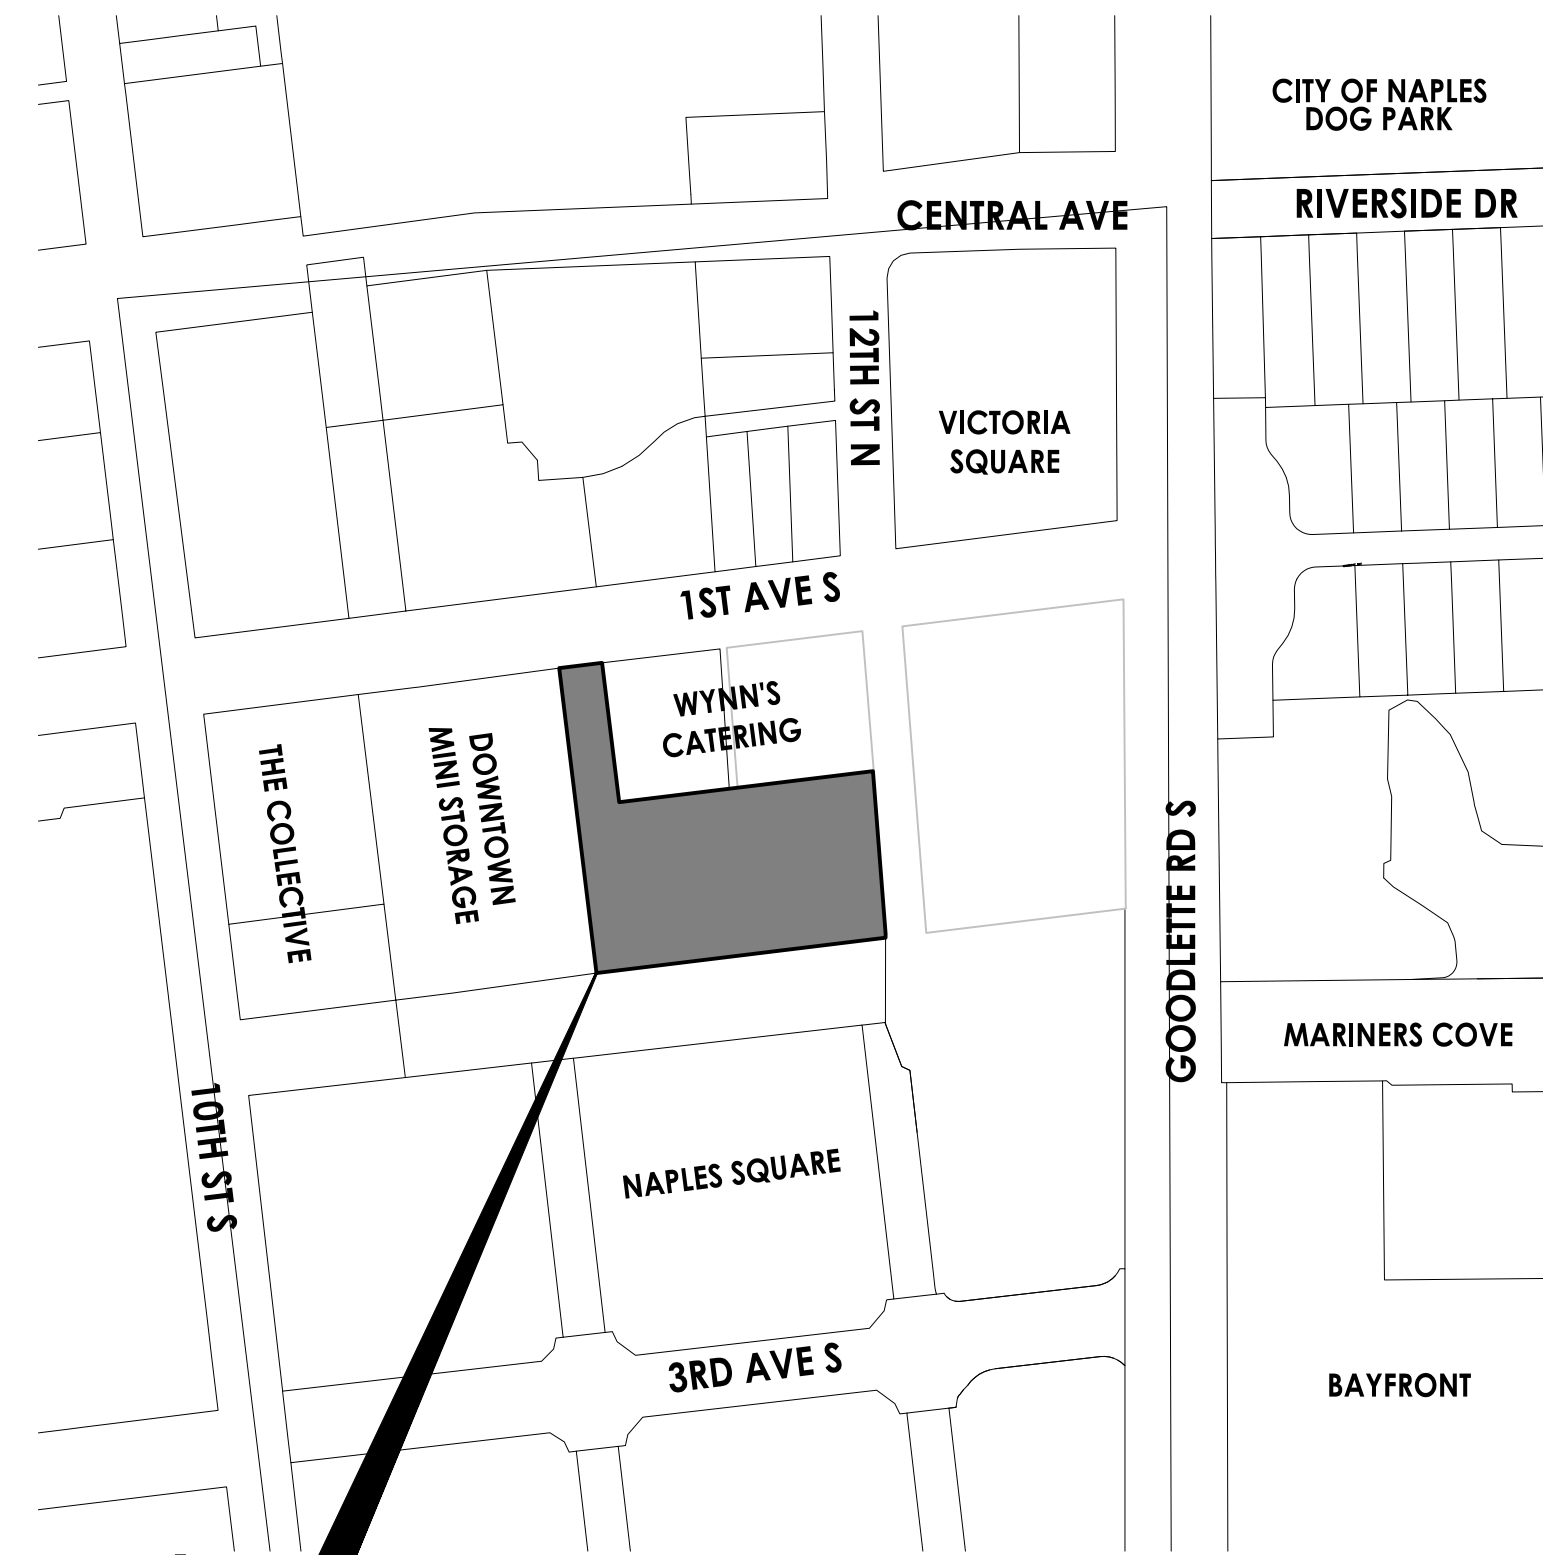 CITY OF NAPLES
DOG PARK
CENTRAL AVE
RIVERSIDE DR
12TH ST N
VICTORIA
SQUARE
1ST AVE S
WYNN'S
CATERING
THE COLLECTIVE
DOWNTOWN
MINI STORAGE
GOODLETTE RD S
MARINERS COVE
10TH ST S
NAPLES SQUARE
3RD AVE S
BAYFRONT